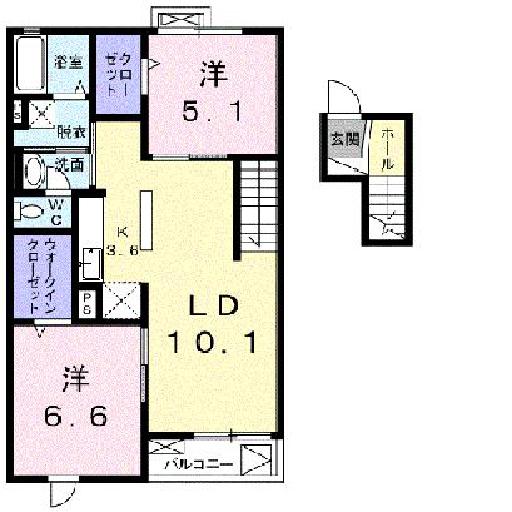 浴室
クローゼット
洋
5.1
脱衣
洗面
WC
K
3.6
ウォークインクローゼット
PS
LD
10.1
洋
6.6
バルコニー
玄関
ホール